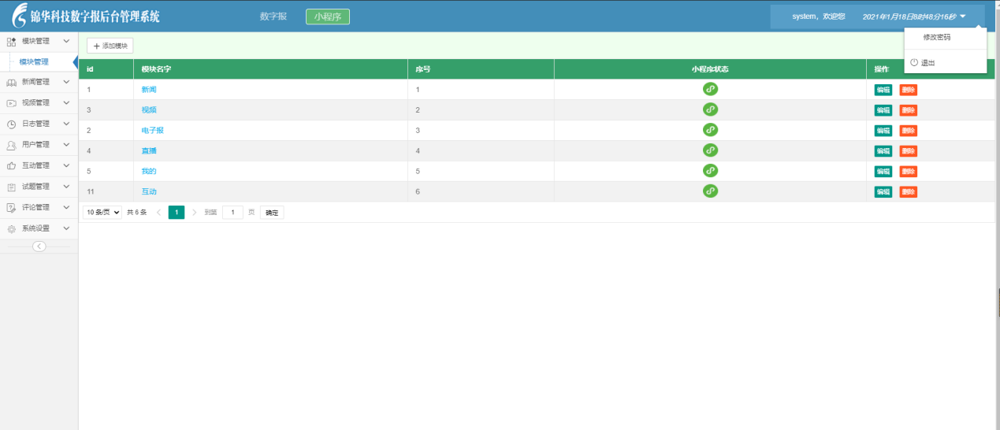 锦华科技数字报后台管理系统 数字报 小程序 system，欢迎您 2021年1月18日8时48分16秒
修改密码
退出
模块管理
模块管理
新闻管理
视频管理
日志管理
用户管理
互动管理
试题管理
评论管理
系统设置
添加模块
id 模块名字 序号 小程序状态 操作
1 新闻 1 编辑 删除
3 视频 2 编辑 删除
2 电子报 3 编辑 删除
4 直播 4 编辑 删除
5 我的 5 编辑 删除
11 互动 6 编辑 删除
10 条/页 共 6 条 1 到第 1 页 确定